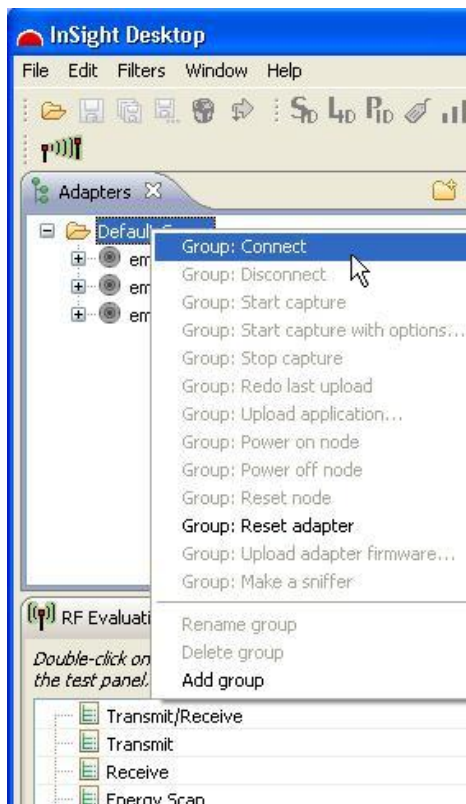 InSight Desktop
File Edit Filters Window Help
Adapters
Group: Connect
Group: Disconnect
Group: Start capture
Group: Start capture with options...
Group: Stop capture
Group: Redo last upload
Group: Upload application...
Group: Power on node
Group: Power off node
Group: Reset node
Group: Reset adapter
Group: Upload adapter firmware...
Group: Make a sniffer
Rename group
Delete group
Add group
RF Evaluati
Double-click on
the test panel.
Transmit/Receive
Transmit
Receive
Energy Scan